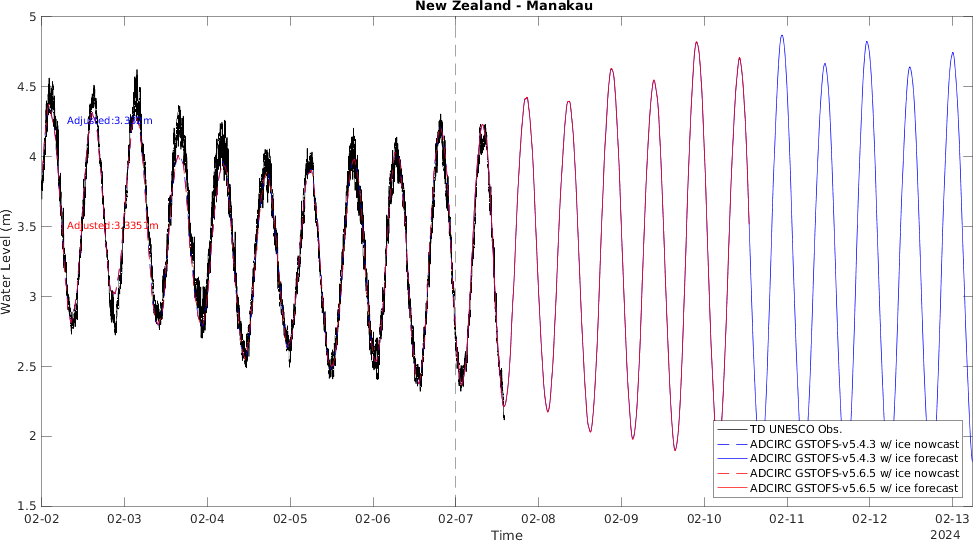 New Zealand - Manakau
5
4.5
4
3.5
3
2.5
2
1.5
Water Level (m)
Adjusted:3.3351m
TD UNESCO Obs.
ADCIRC GSTOFS-v5.4.3 w/ ice nowcast
ADCIRC GSTOFS-v5.4.3 w/ ice forecast
ADCIRC GSTOFS-v5.6.5 w/ ice nowcast
ADCIRC GSTOFS-v5.6.5 w/ ice forecast
02-02 02-03 02-04 02-05 02-06 02-07 02-08 02-09 02-10 02-11 02-12 02-13
Time
2024